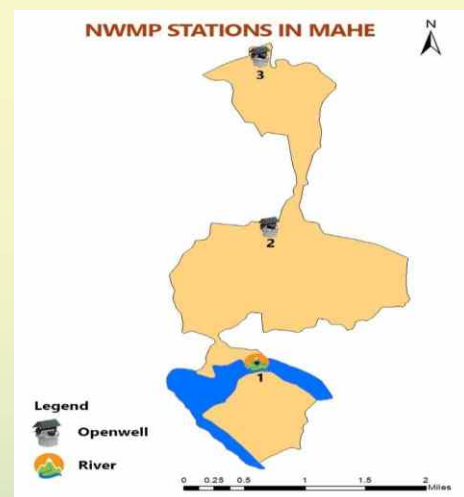 NWMP STATIONS IN MAHE
N
3
2
1
Legend
Openwell
River
0 0.25 0.5 1 1.5 2
Miles